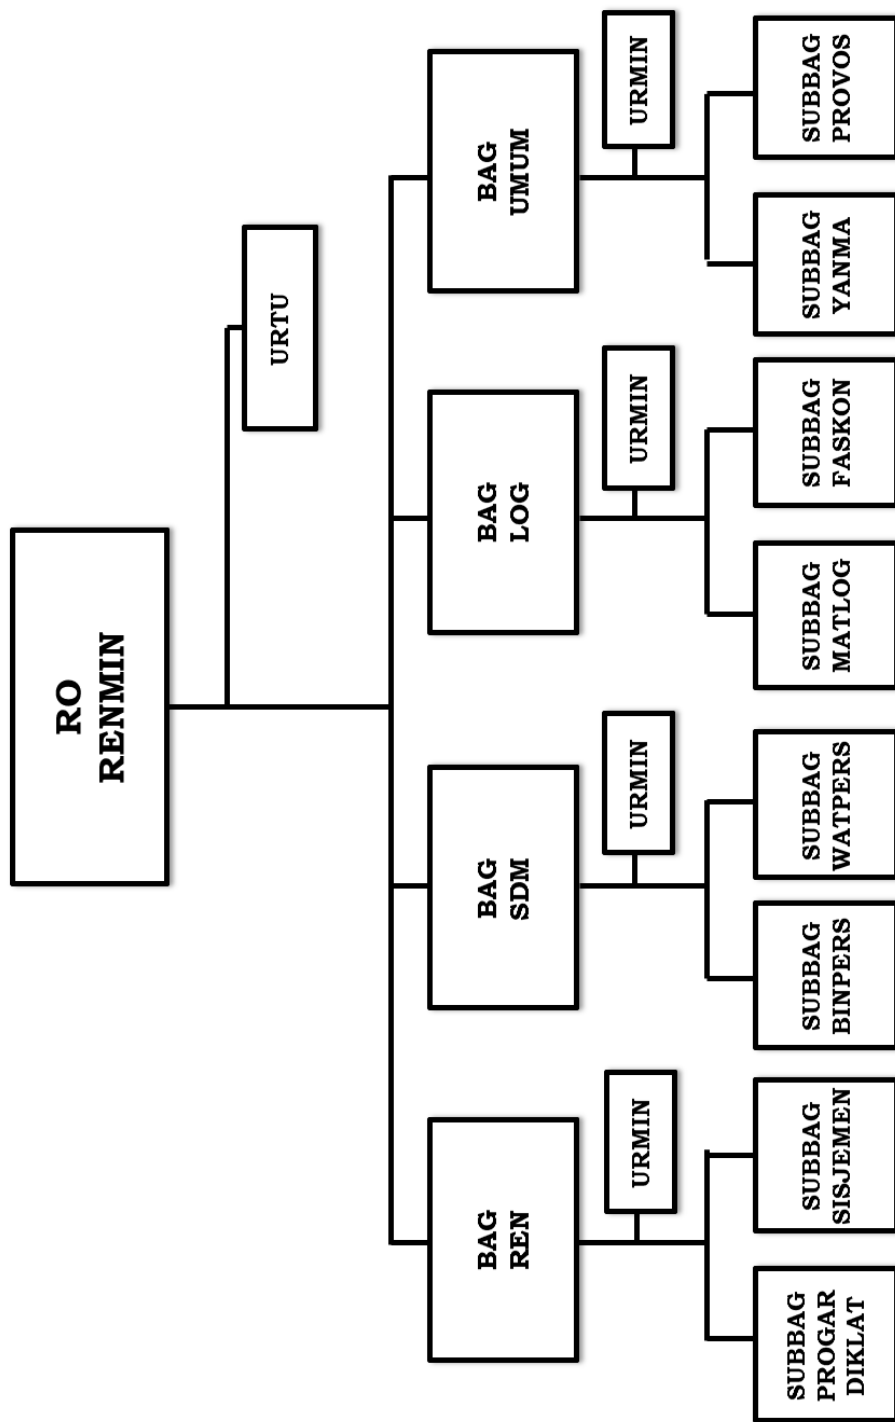 RO
RENMIN
URTU
BAG
REN
BAG
SDM
BAG
LOG
BAG
UMUM
URMIN
URMIN
URMIN
URMIN
SUBBAG
PROGAR
DIKLAT
SUBBAG
SISJEMEN
SUBBAG
BINPERS
SUBBAG
WATPERS
SUBBAG
MATLOG
SUBBAG
FASKON
SUBBAG
YANMA
SUBBAG
PROVOS